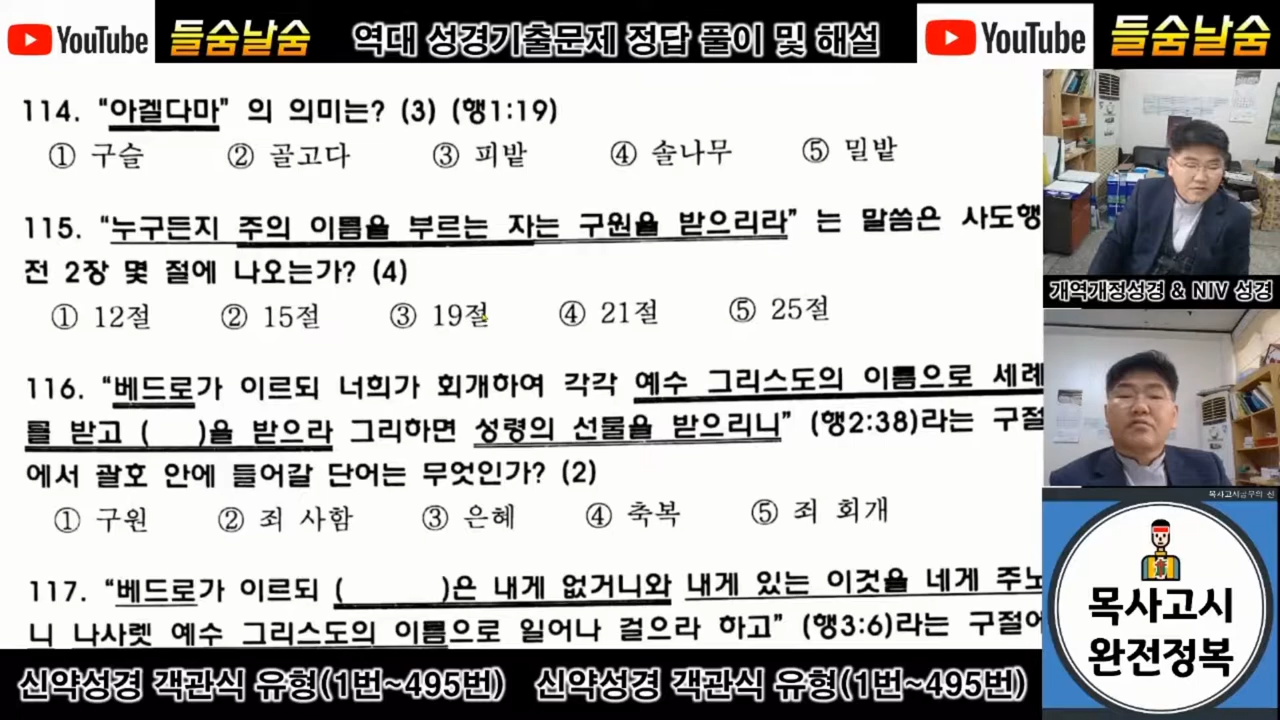 YouTube 들숨날숨 역대 성경기출문제 정답 풀이 및 해설 YouTube 들숨날숨
114. “아겔다마” 의 의미는? (3) (행1:19)
① 구슬 ② 골고다 ③ 피밭 ④ 솔나무 ⑤ 밀밭
115. “누구든지 주의 이름을 부르는 자는 구원을 받으리라” 는 말씀은 사도행
전 2장 몇 절에 나오는가? (4)
① 12절 ② 15절 ③ 19절 ④ 21절 ⑤ 25절
116. “베드로가 이르되 너희가 회개하여 각각 예수 그리스도의 이름으로 세례
를 받고 ( )을 받으라 그리하면 성령의 선물을 받으리니” (행2:38)라는 구절
에서 괄호 안에 들어갈 단어는 무엇인가? (2)
① 구원 ② 죄 사함 ③ 은혜 ④ 축복 ⑤ 죄 회개
117. “베드로가 이르되 ( )은 내게 없거니와 내게 있는 이것을 네게 주노
니 나사렛 예수 그리스도의 이름으로 일어나 걸으라 하고” (행3:6)라는 구절에
개역개정성경 & NIV 성경
목사고시공부의 신
목사고시
완전정복
신약성경 객관식 유형(1번~495번) 신약성경 객관식 유형(1번~495번)